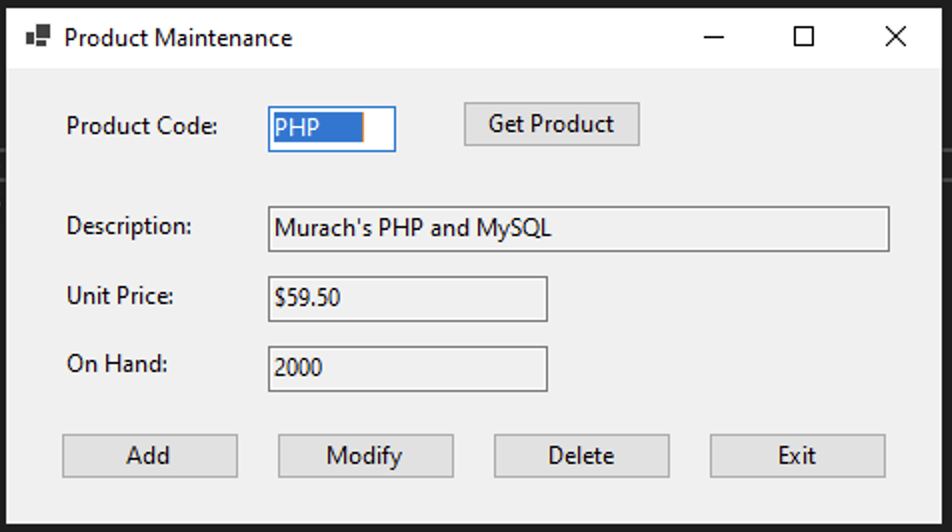 Product Maintenance
Product Code: PHP Get Product
Description: Murach's PHP and MySQL
Unit Price: $59.50
On Hand: 2000
Add Modify Delete Exit